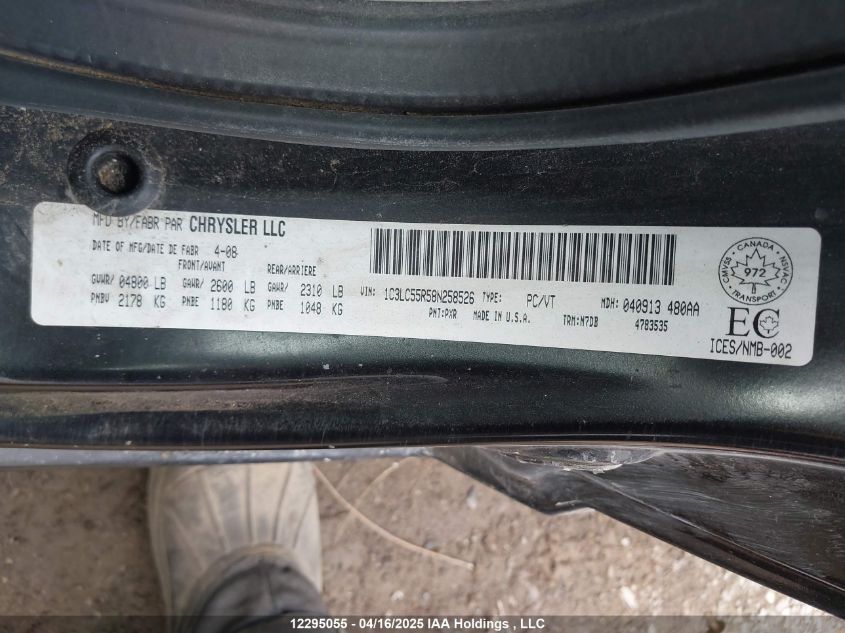 MFD BY/FABR PAR CHRYSLER LLC
DATE OF MFG/DATE DE FABR 4-08
FRONT/AVANT REAR/ARRIERE
GVWR/ 04800 LB GAWR/ 2600 LB GAWR/ 2310 LB
PNBV 2178 KG PNBE 1180 KG PNBE 1048 KG
VIN: 1C3LC55R58N258526 TYPE: PC/VT MDH: 040913 480AA
PNT:PXR MADE IN U.S.A. TRM:M7DB 4783535
CANADA
CMVSS NSVAC
972
TRANSPORT
EC
ICES/NMB-002
12295055 - 04/16/2025 IAA Holdings , LLC